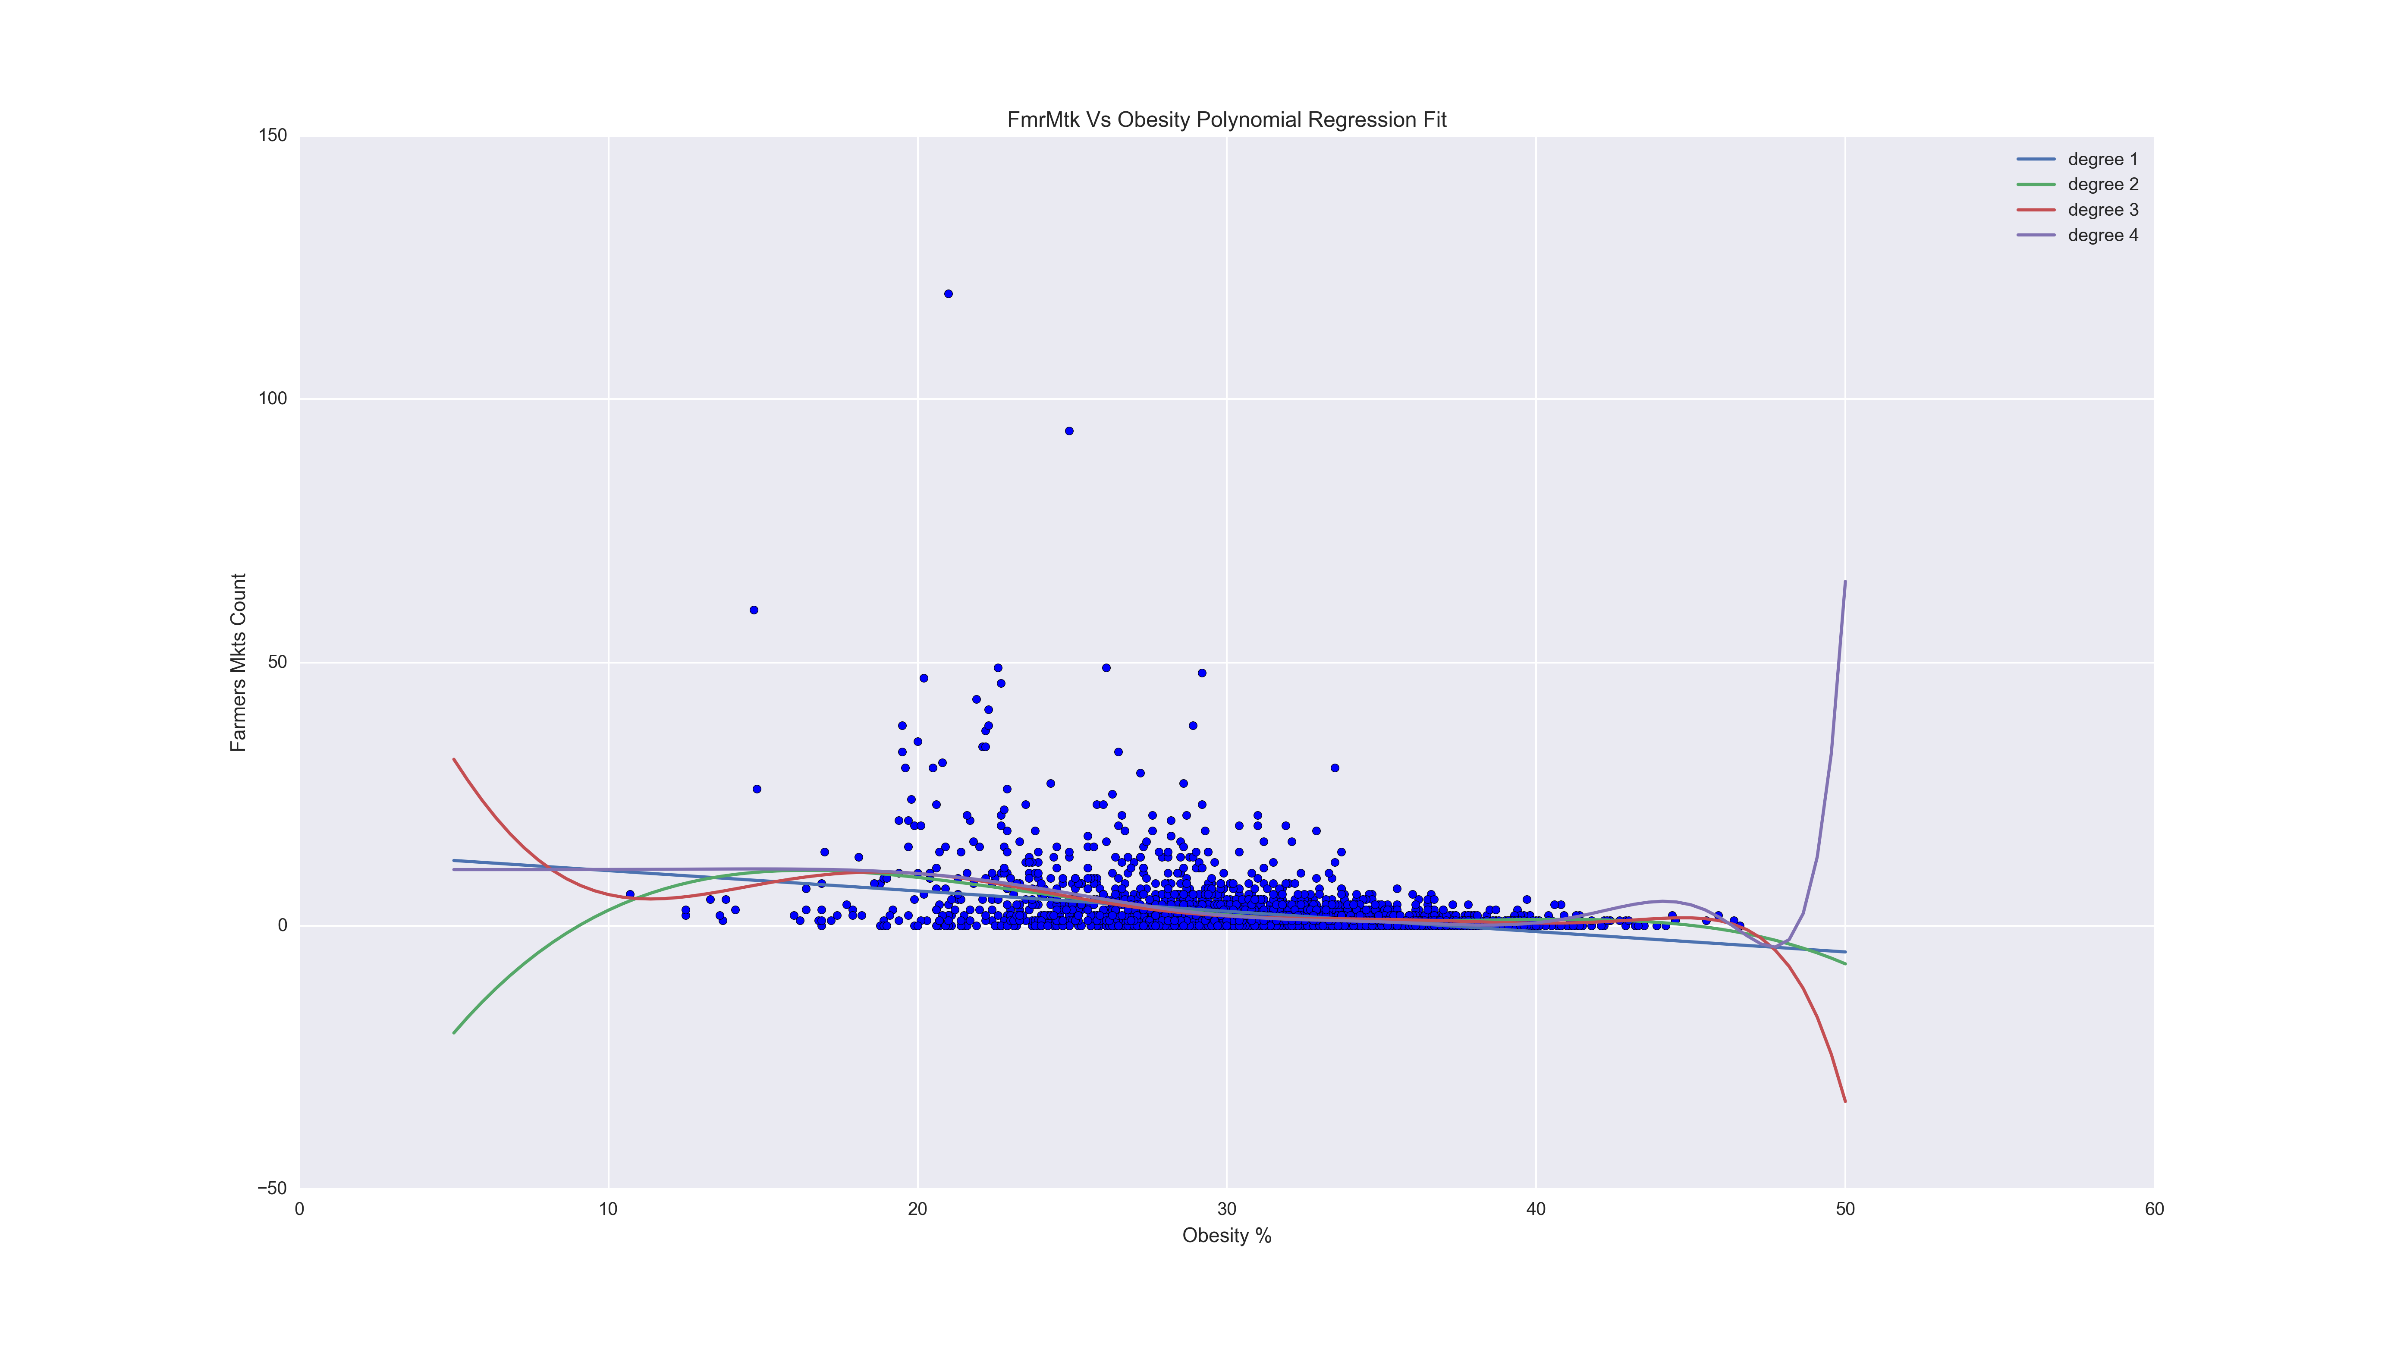 FmrMtk Vs Obesity Polynomial Regression Fit
150
100
50
0
−50
Farmers Mkts Count
degree 1
degree 2
degree 3
degree 4
0 10 20 30 40 50 60
Obesity %